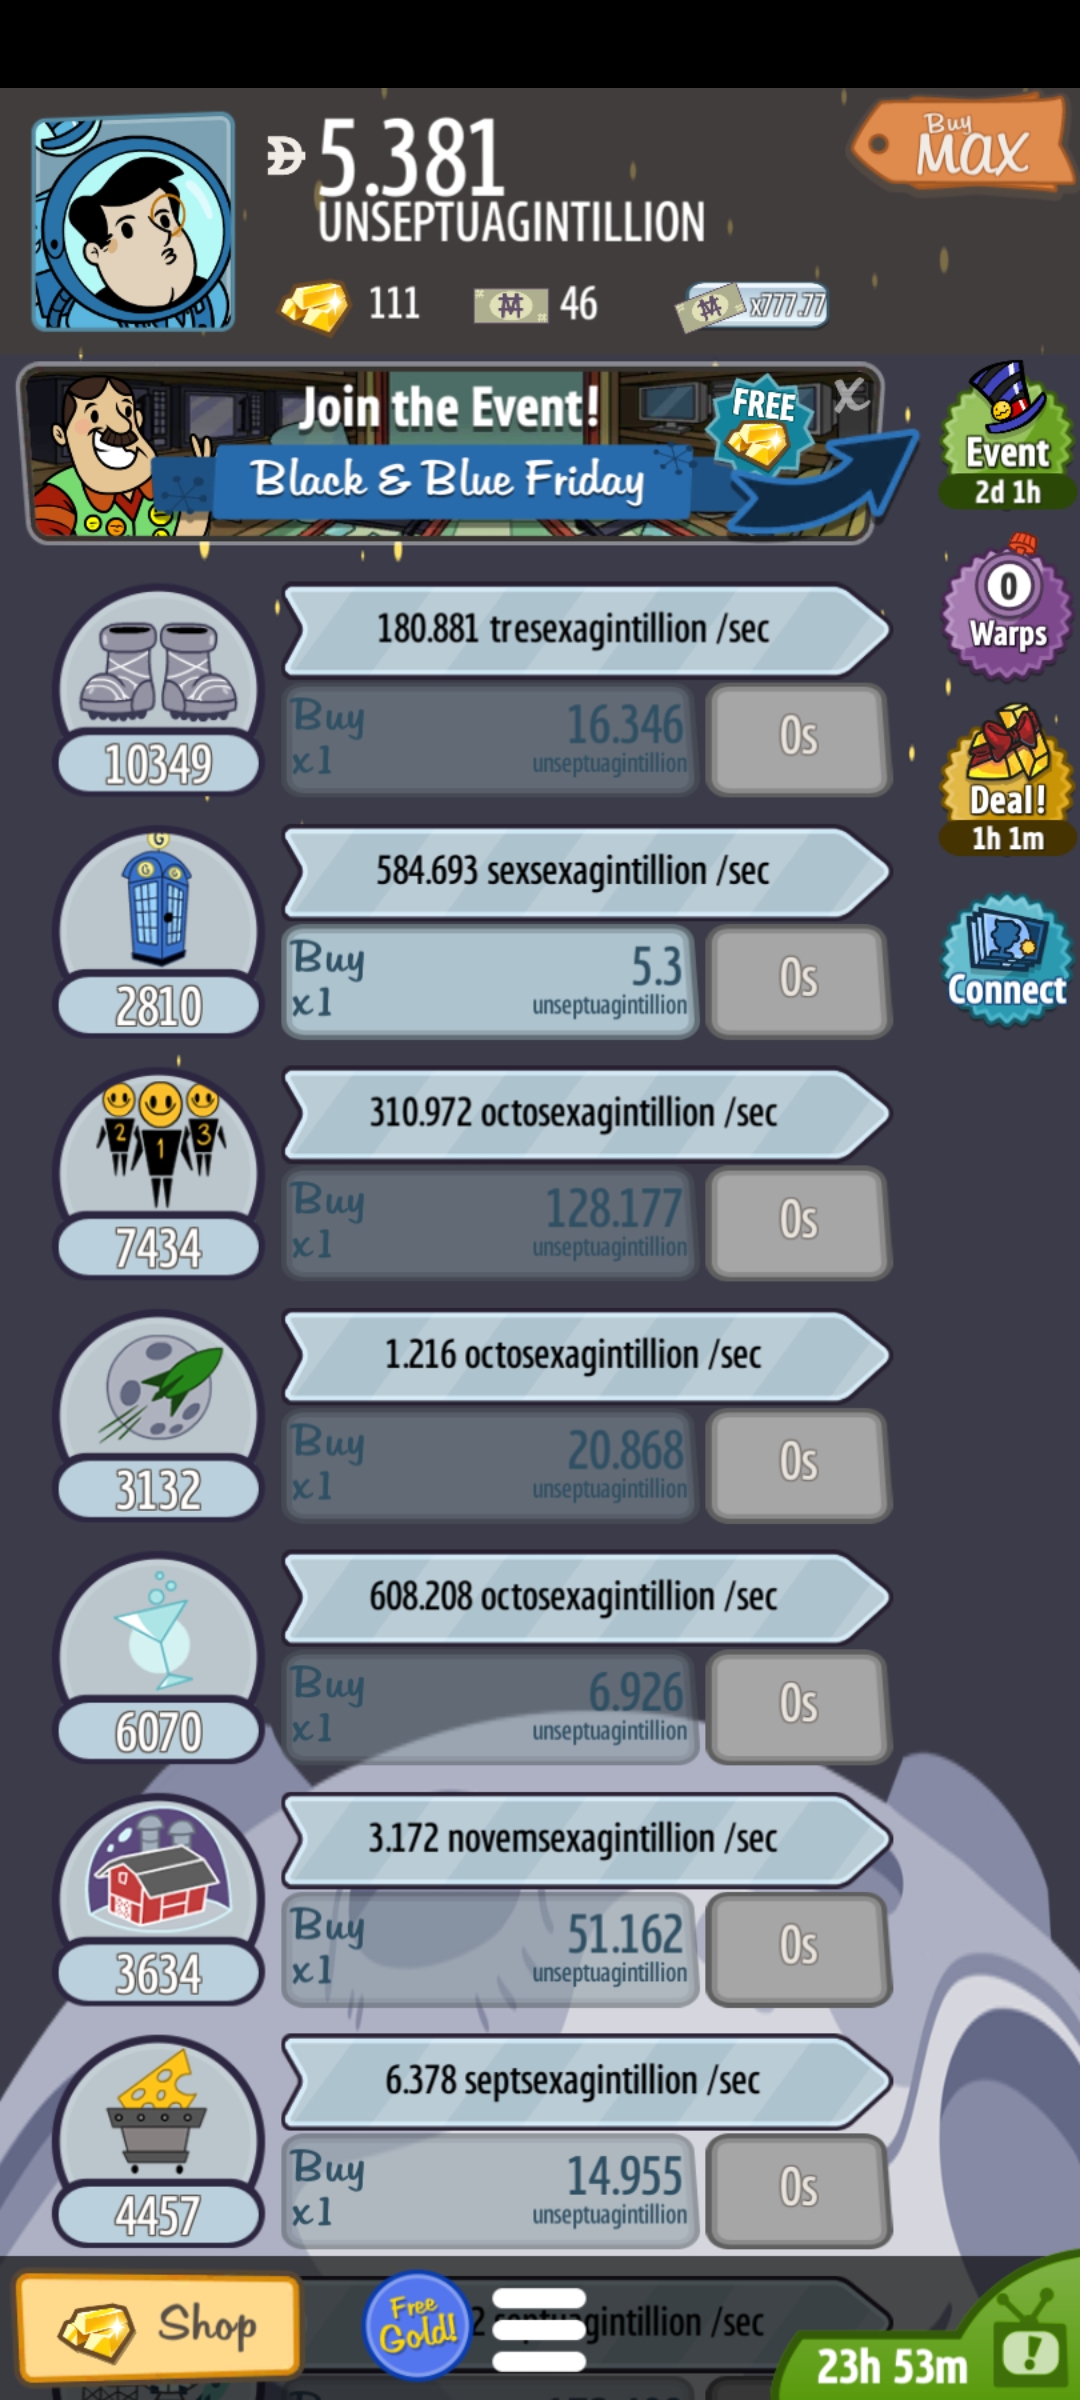 5.381
UNSEPTUAGINTILLION
Buy
MAX
111
46
x777.77
Join the Event!
FREE
X
Black & Blue Friday
Event
2d 1h
180.881 tresexagintillion /sec
Buy
x1
16.346
unseptuagintillion
0s
10349
0
Warps
Deal!
1h 1m
G
G G
584.693 sexsexagintillion /sec
Buy
x1
5.3
unseptuagintillion
0s
2810
Connect
2 1 3
310.972 octosexagintillion /sec
Buy
x1
128.177
unseptuagintillion
0s
7434
1.216 octosexagintillion /sec
Buy
x1
20.868
unseptuagintillion
0s
3132
608.208 octosexagintillion /sec
Buy
x1
6.926
unseptuagintillion
0s
6070
3.172 novemsexagintillion /sec
Buy
x1
51.162
unseptuagintillion
0s
3634
6.378 septsexagintillion /sec
Buy
x1
14.955
unseptuagintillion
0s
4457
Shop
Free
Gold!
/sec
23h 53m
!